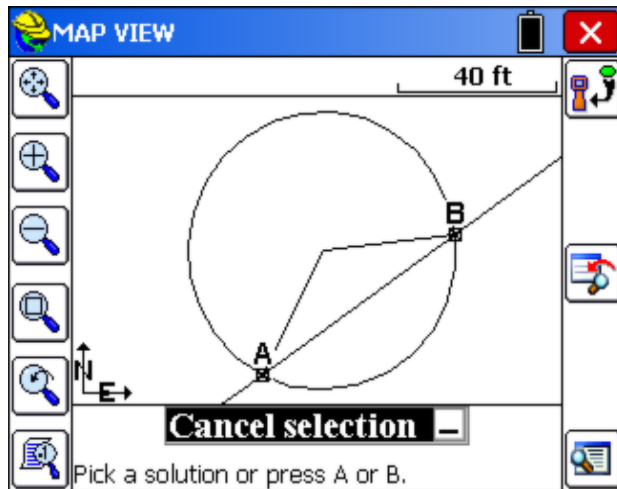 MAP VIEW
40 ft
B
A
N
E
Cancel selection
Pick a solution or press A or B.